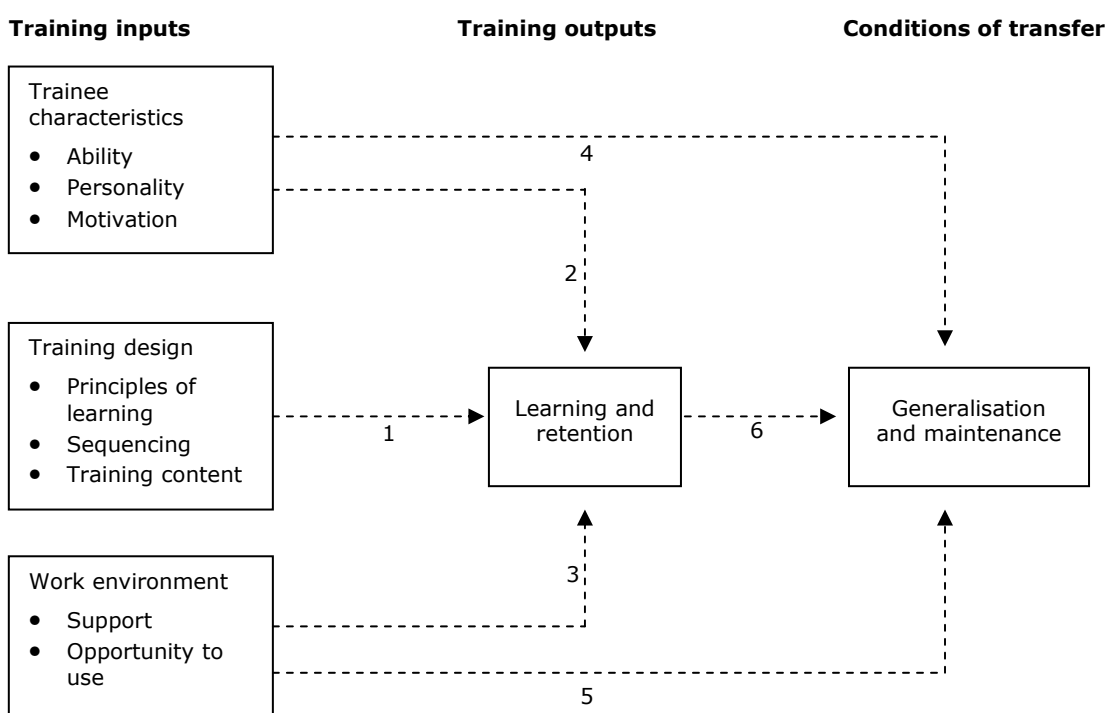 Training inputs
Training outputs
Conditions of transfer
Trainee
characteristics
• Ability
• Personality
• Motivation
4
2
Training design
• Principles of
learning
• Sequencing
• Training content
1
Learning and
retention
6
Generalisation
and maintenance
Work environment
• Support
• Opportunity to
use
3
5